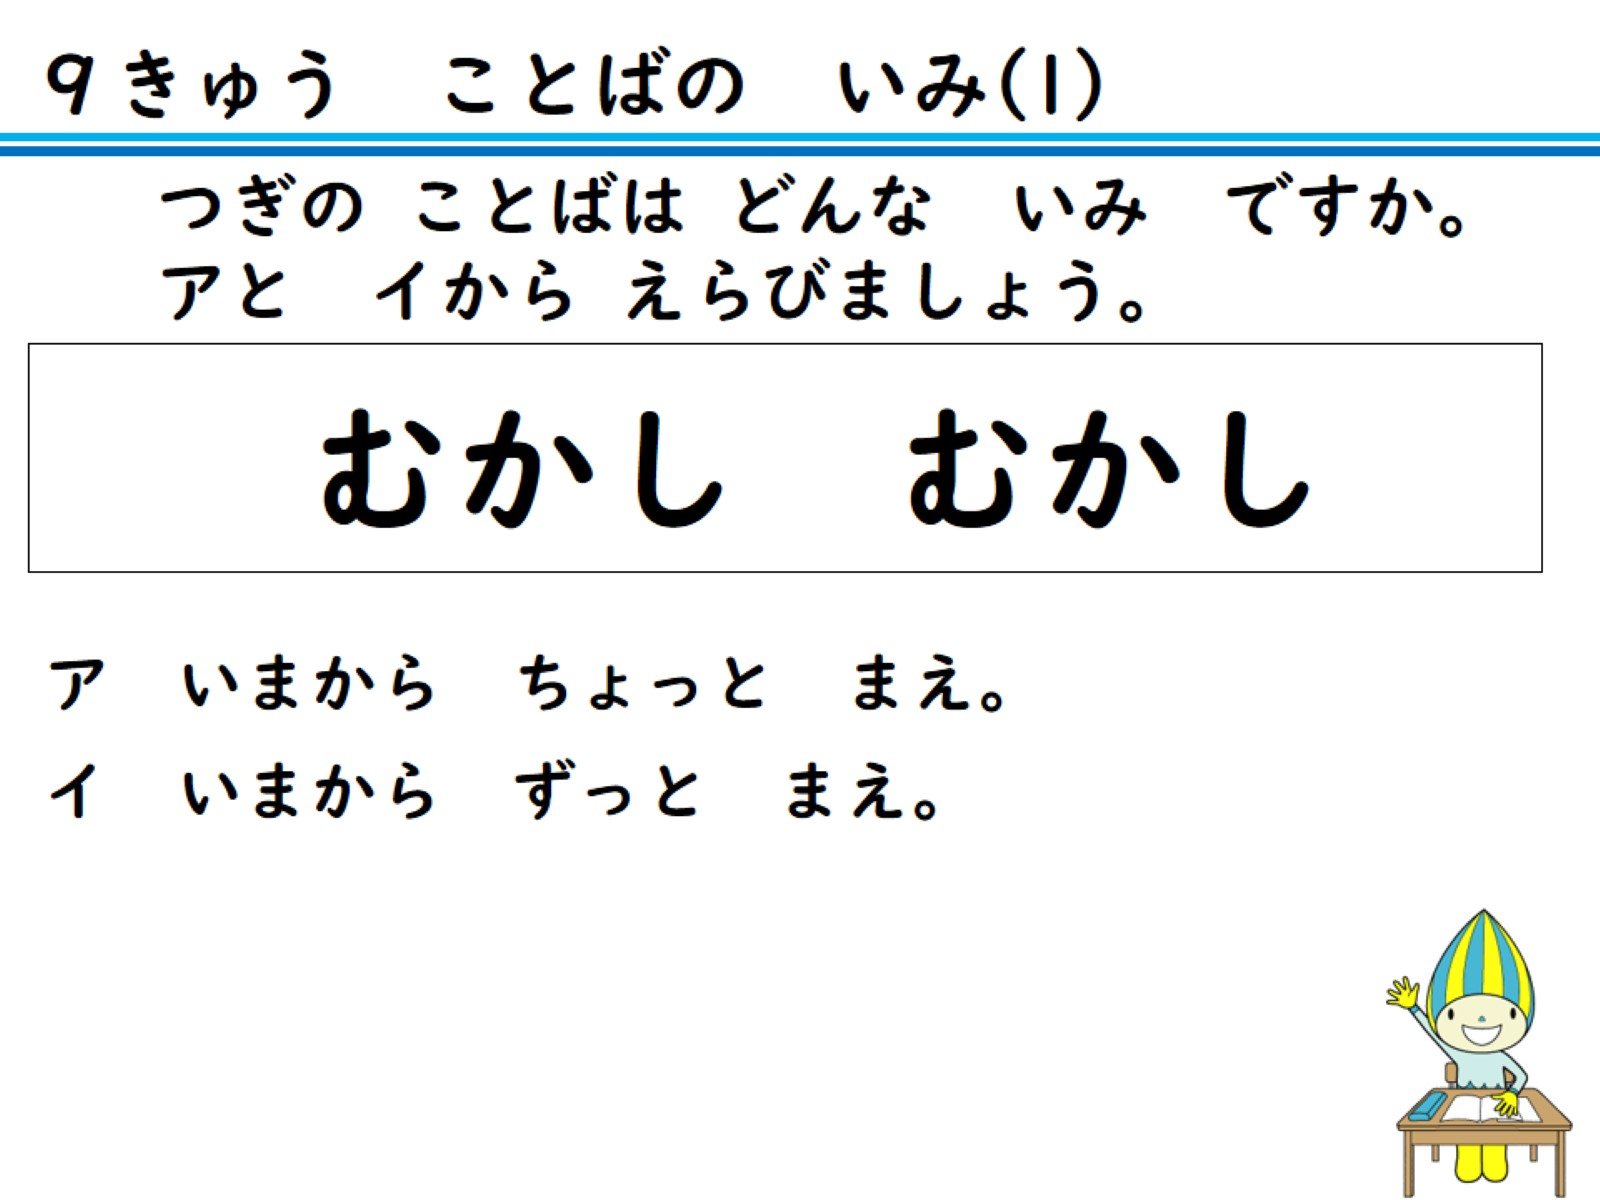 9きゅう　ことばの　いみ(1)
つぎの ことばは どんな　いみ　ですか。
アと　イから えらびましょう。
むかし　むかし
ア　いまから　ちょっと　まえ。
イ　いまから　ずっと　まえ。